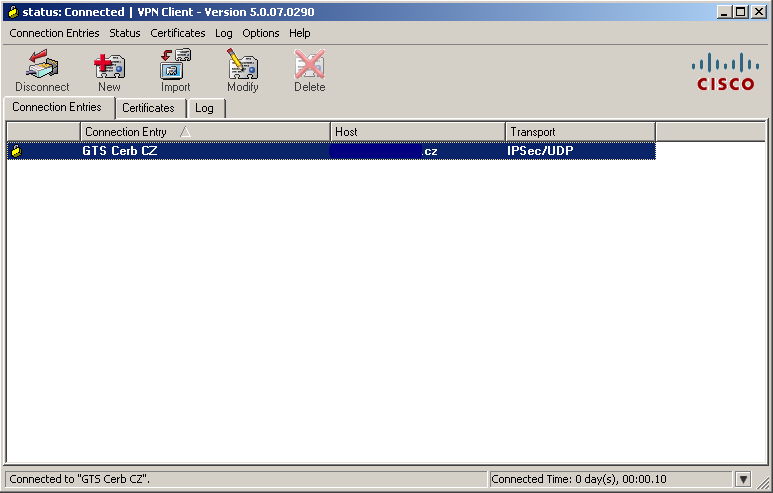 status: Connected | VPN Client - Version 5.0.07.0290
Connection Entries Status Certificates Log Options Help
Disconnect New Import Modify Delete
CISCO
Connection Entries Certificates Log
Connection Entry Host Transport
GTS Cerb CZ .cz IPSec/UDP
Connected to "GTS Cerb CZ". Connected Time: 0 day(s), 00:00.10